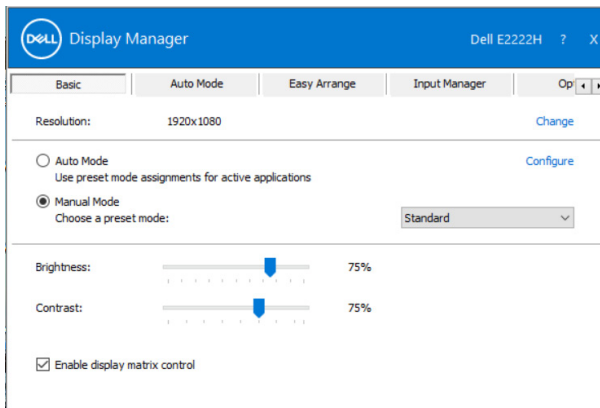 DELL Display Manager Dell E2222H ? X
Basic Auto Mode Easy Arrange Input Manager Op
Resolution: 1920x1080 Change
Auto Mode Configure
Use preset mode assignments for active applications
Manual Mode
Choose a preset mode: Standard
Brightness: 75%
Contrast: 75%
Enable display matrix control